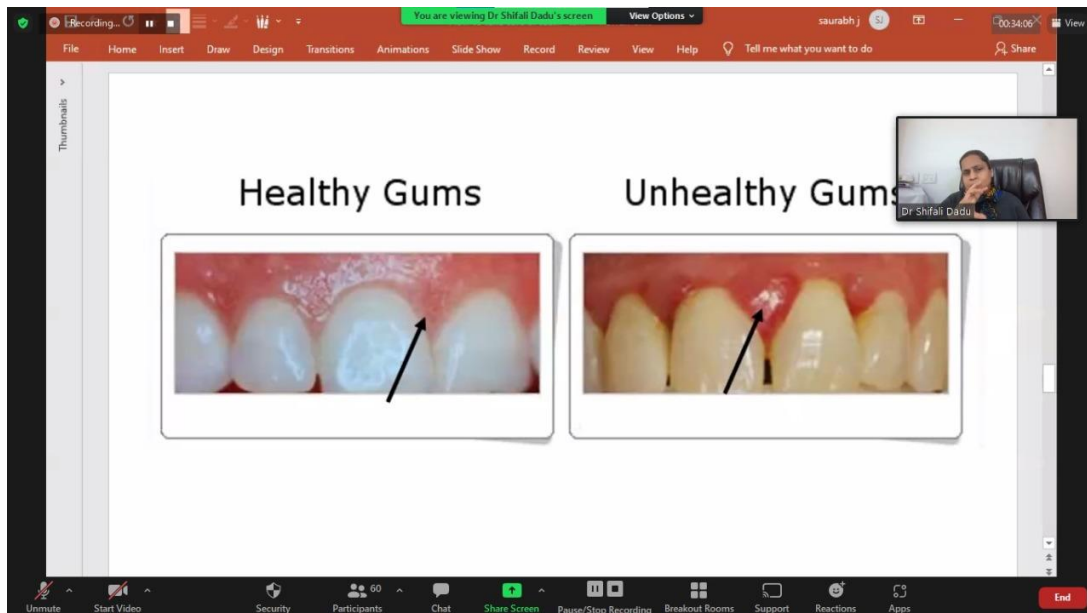 Recording...
You are viewing Dr Shifali Dadu's screen View Options
saurabh j SJ
00:34:06
View
File Home Insert Draw Design Transitions Animations Slide Show Record Review View Help Tell me what you want to do Share
Thumbnails
Healthy Gums Unhealthy Gums
Dr Shifali Dadu
60
Unmute Start Video Security Participants Chat Share Screen Pause/Stop Recording Breakout Rooms Support Reactions Apps End